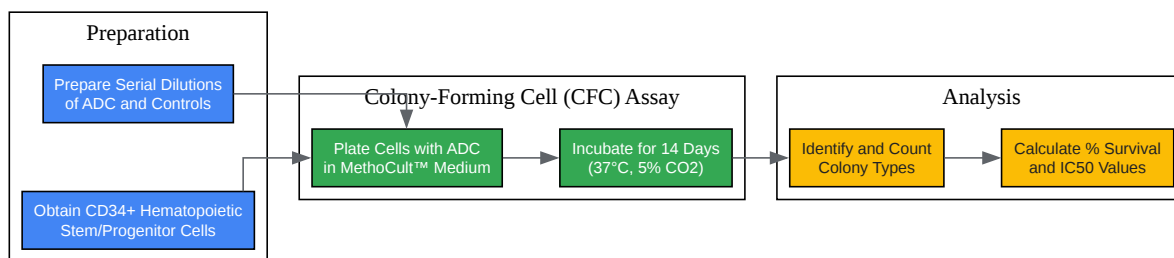 Preparation
Prepare Serial Dilutions
of ADC and Controls
Obtain CD34+ Hematopoietic
Stem/Progenitor Cells
Colony-Forming Cell (CFC) Assay
Plate Cells with ADC
in MethoCult™ Medium
Incubate for 14 Days
(37°C, 5% CO2)
Analysis
Identify and Count
Colony Types
Calculate % Survival
and IC50 Values